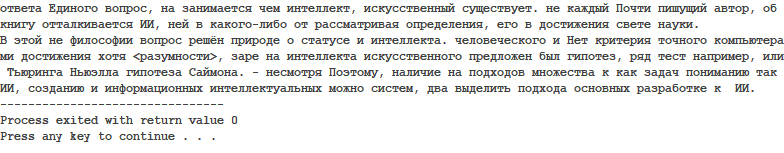 ответа Единого вопрос, на занимается чем интеллект, искусственный существует. не каждый Почти пишущий автор, об
книгу отталкивается ИИ, ней в какого-либо от рассматривая определения, его в достижения свете науки.
В этой не философии вопрос решён природе о статусе и интеллекта. человеческого и Нет критерия точного компьютера
ми достижения хотя <разумности>, заре на интеллекта искусственного предложен был гипотез, ряд тест например, или
Тьюринга Ньюэлла гипотеза Саймона. - несмотря Поэтому, наличие на подходов множества к как задач пониманию так
ИИ, созданию и информационных интеллектуальных можно систем, два выделить подхода основных разработке к  ИИ.
--------------------------------
Process exited with return value 0
Press any key to continue . . .